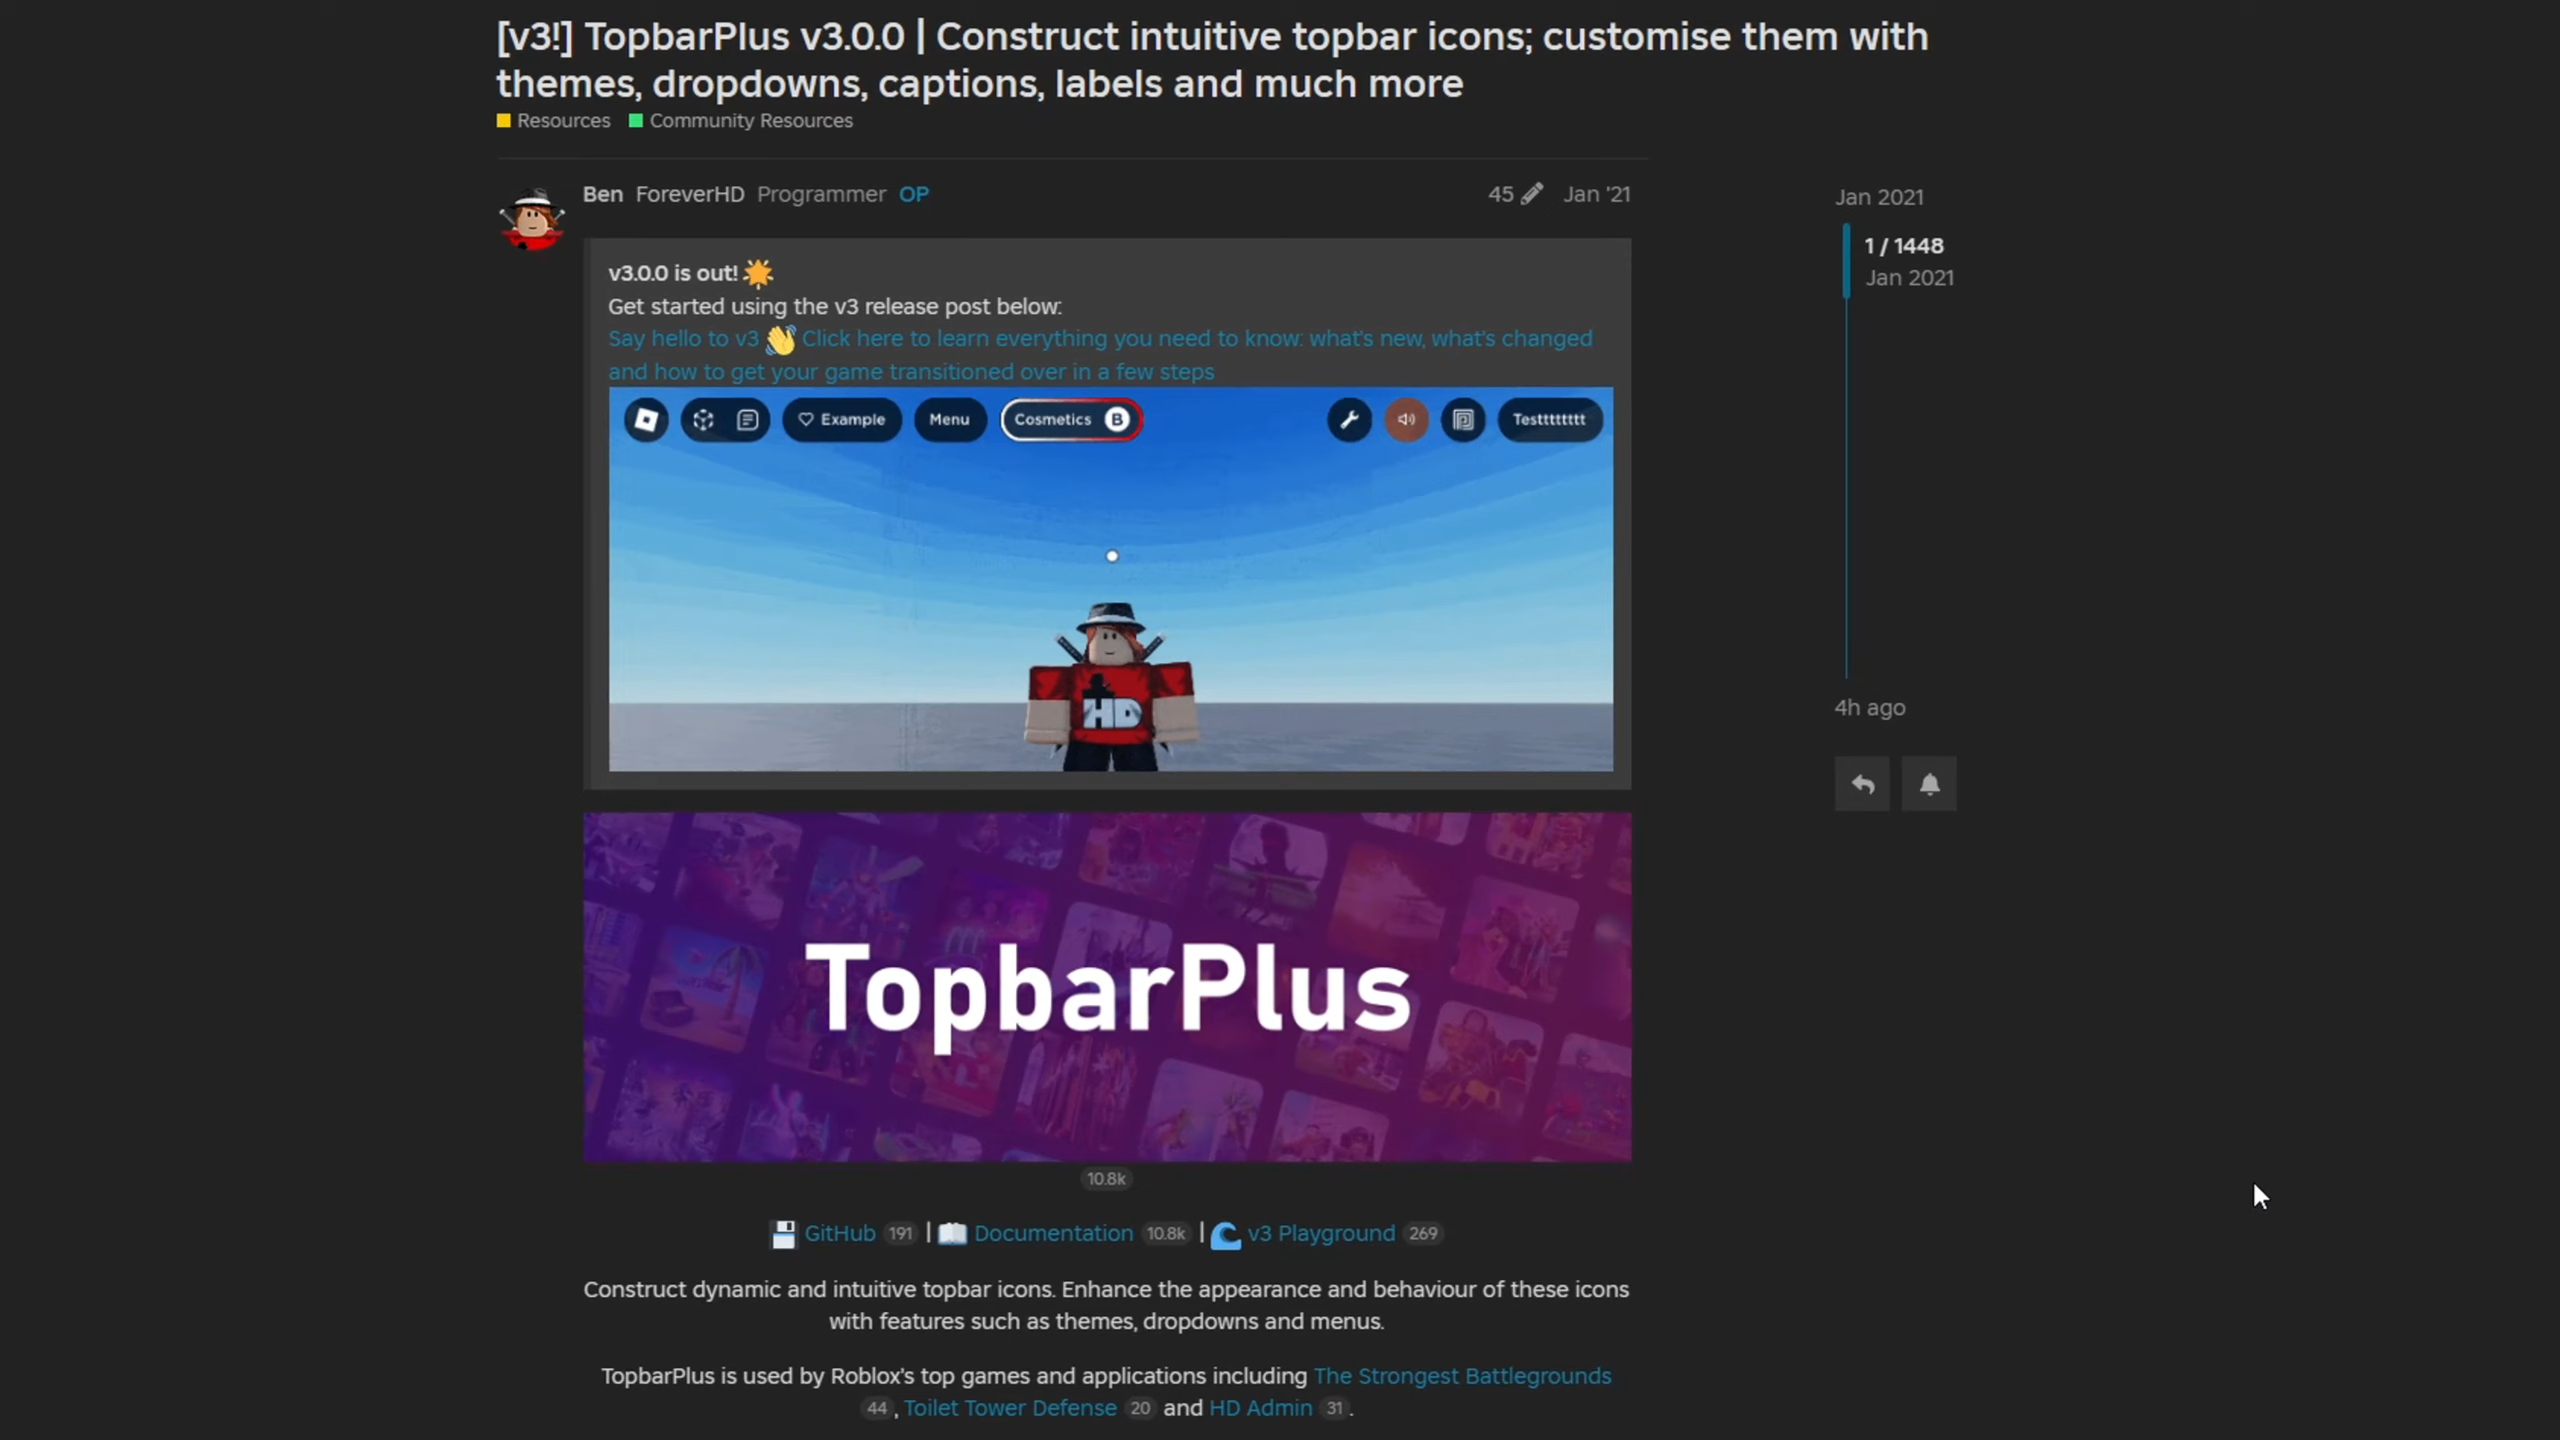 [v3!] TopbarPlus v3.0.0 | Construct intuitive topbar icons; customise them with
themes, dropdowns, captions, labels and much more
Resources Community Resources
Ben ForeverHD Programmer OP 45 Jan '21
Jan 2021
1 / 1448
Jan 2021
v3.0.0 is out!
Get started using the v3 release post below:
Say hello to v3 👋 Click here to learn everything you need to know: what's new, what's changed
and how to get your game transitioned over in a few steps
Example Menu Cosmetics B Testttttttt
HD
4h ago
TopbarPlus
10.8k
GitHub 191 | Documentation 10.8k | v3 Playground 269
Construct dynamic and intuitive topbar icons. Enhance the appearance and behaviour of these icons
with features such as themes, dropdowns and menus.
TopbarPlus is used by Roblox's top games and applications including The Strongest Battlegrounds
44 , Toilet Tower Defense 20 and HD Admin 31 .